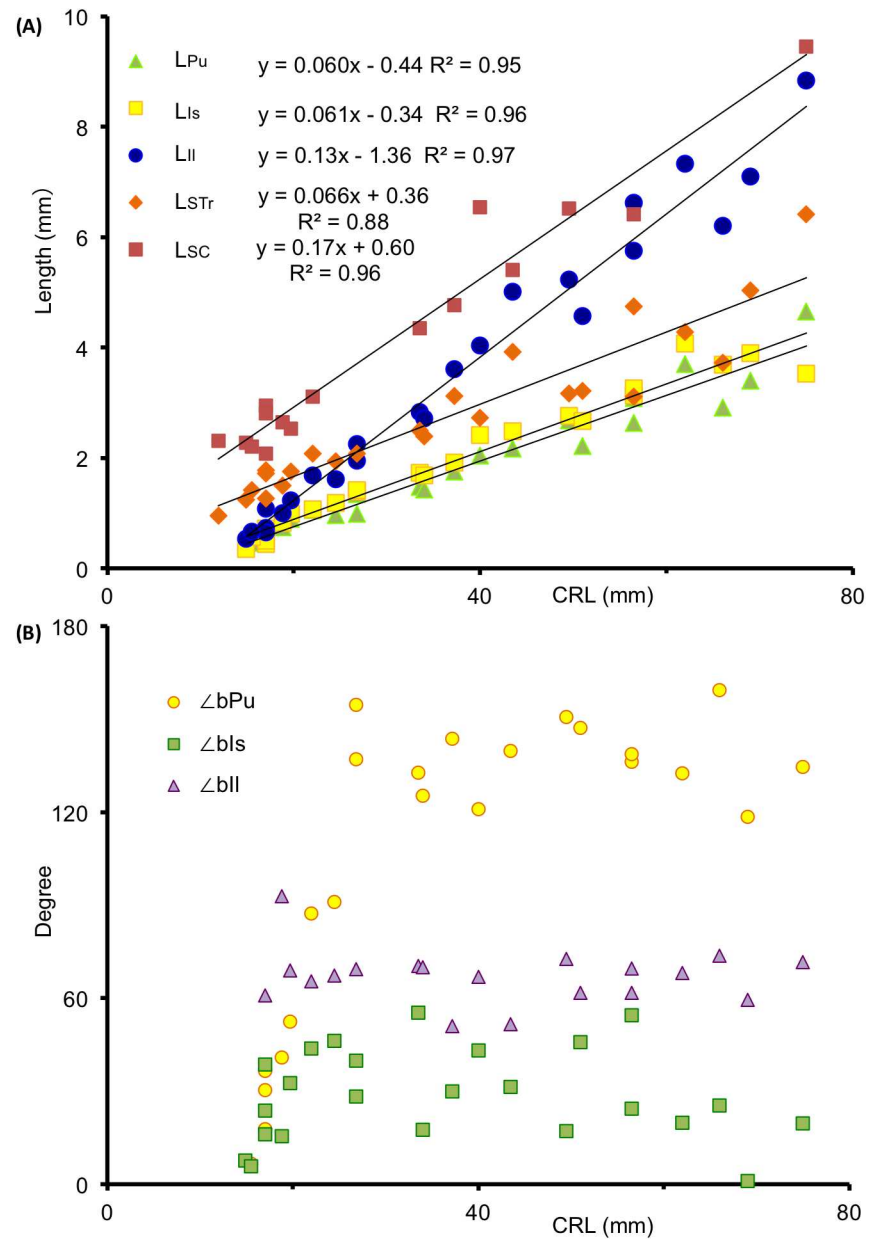 (A)
10
8
6
4
2
0
Length (mm)
LPu y = 0.060x - 0.44 R² = 0.95
LIs y = 0.061x - 0.34 R² = 0.96
LIl y = 0.13x - 1.36 R² = 0.97
LSTr y = 0.066x + 0.36
R² = 0.88
LSC y = 0.17x + 0.60
R² = 0.96
0 40 80
CRL (mm)
(B)
180
120
60
0
Degree
∠bPu
∠bIs
∠bIl
0 40 80
CRL (mm)